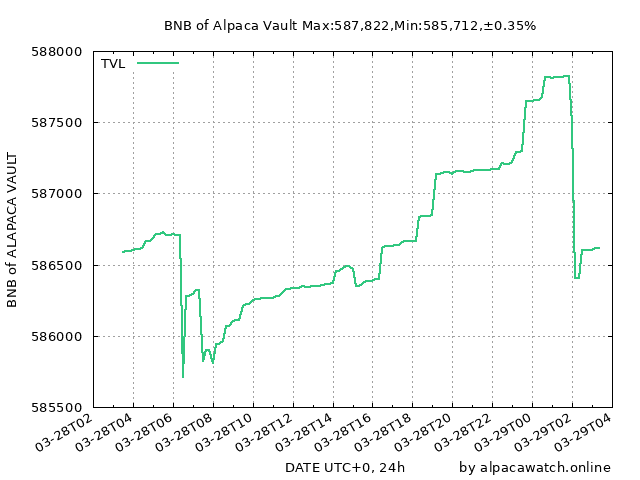 BNB of Alpaca Vault Max:587,822,Min:585,712,±0.35%
TVL
588000
587500
587000
586500
586000
585500
BNB of ALAPACA VAULT
03-28T02
03-28T04
03-28T06
03-28T08
03-28T10
03-28T12
03-28T14
03-28T16
03-28T18
03-28T20
03-28T22
03-29T00
03-29T02
03-29T04
DATE UTC+0, 24h
by alpacawatch.online